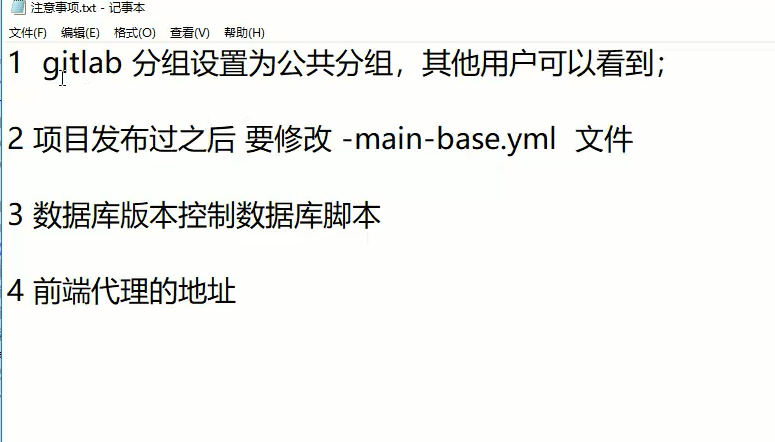 注意事项.txt - 记事本
文件(F) 编辑(E) 格式(O) 查看(V) 帮助(H)
1  gitlab 分组设置为公共分组，其他用户可以看到；
2 项目发布过之后 要修改 -main-base.yml  文件
3 数据库版本控制数据库脚本
4 前端代理的地址